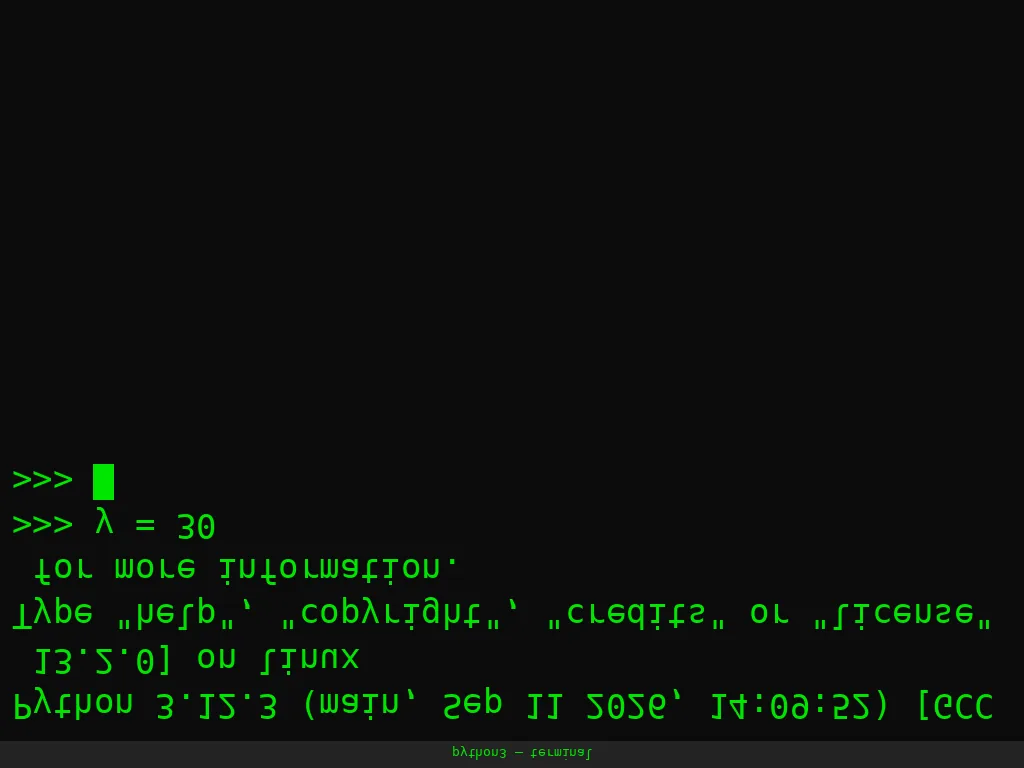 python3 — terminal
Python 3.12.3 (main, Sep 11 2026, 14:09:52) [GCC
 13.2.0] on linux
Type "help", "copyright", "credits" or "license"
 for more information.
>>> y = 30
>>>